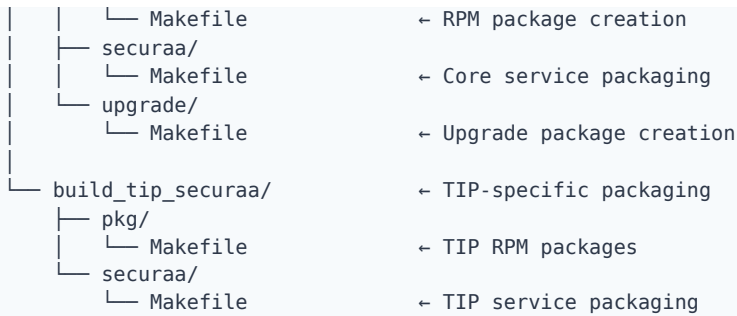 │   │   └── Makefile                ← RPM package creation
│   ├── securaa/
│   │   └── Makefile                ← Core service packaging
│   └── upgrade/
│       └── Makefile                ← Upgrade package creation
│
└── build_tip_securaa/              ← TIP-specific packaging
    ├── pkg/
    │   └── Makefile                ← TIP RPM packages
    └── securaa/
        └── Makefile                ← TIP service packaging